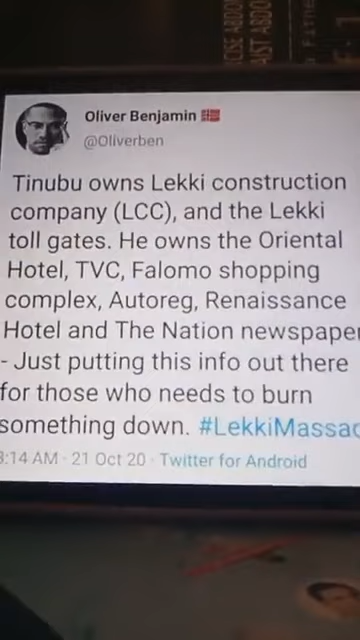 Oliver Benjamin
@Oliverben
Tinubu owns Lekki construction
company (LCC), and the Lekki
toll gates. He owns the Oriental
Hotel, TVC, Falomo shopping
complex, Autoreg, Renaissance
Hotel and The Nation newspape
- Just putting this info out there
for those who needs to burn
something down. #LekkiMassac
:14 AM · 21 Oct 20 · Twitter for Android